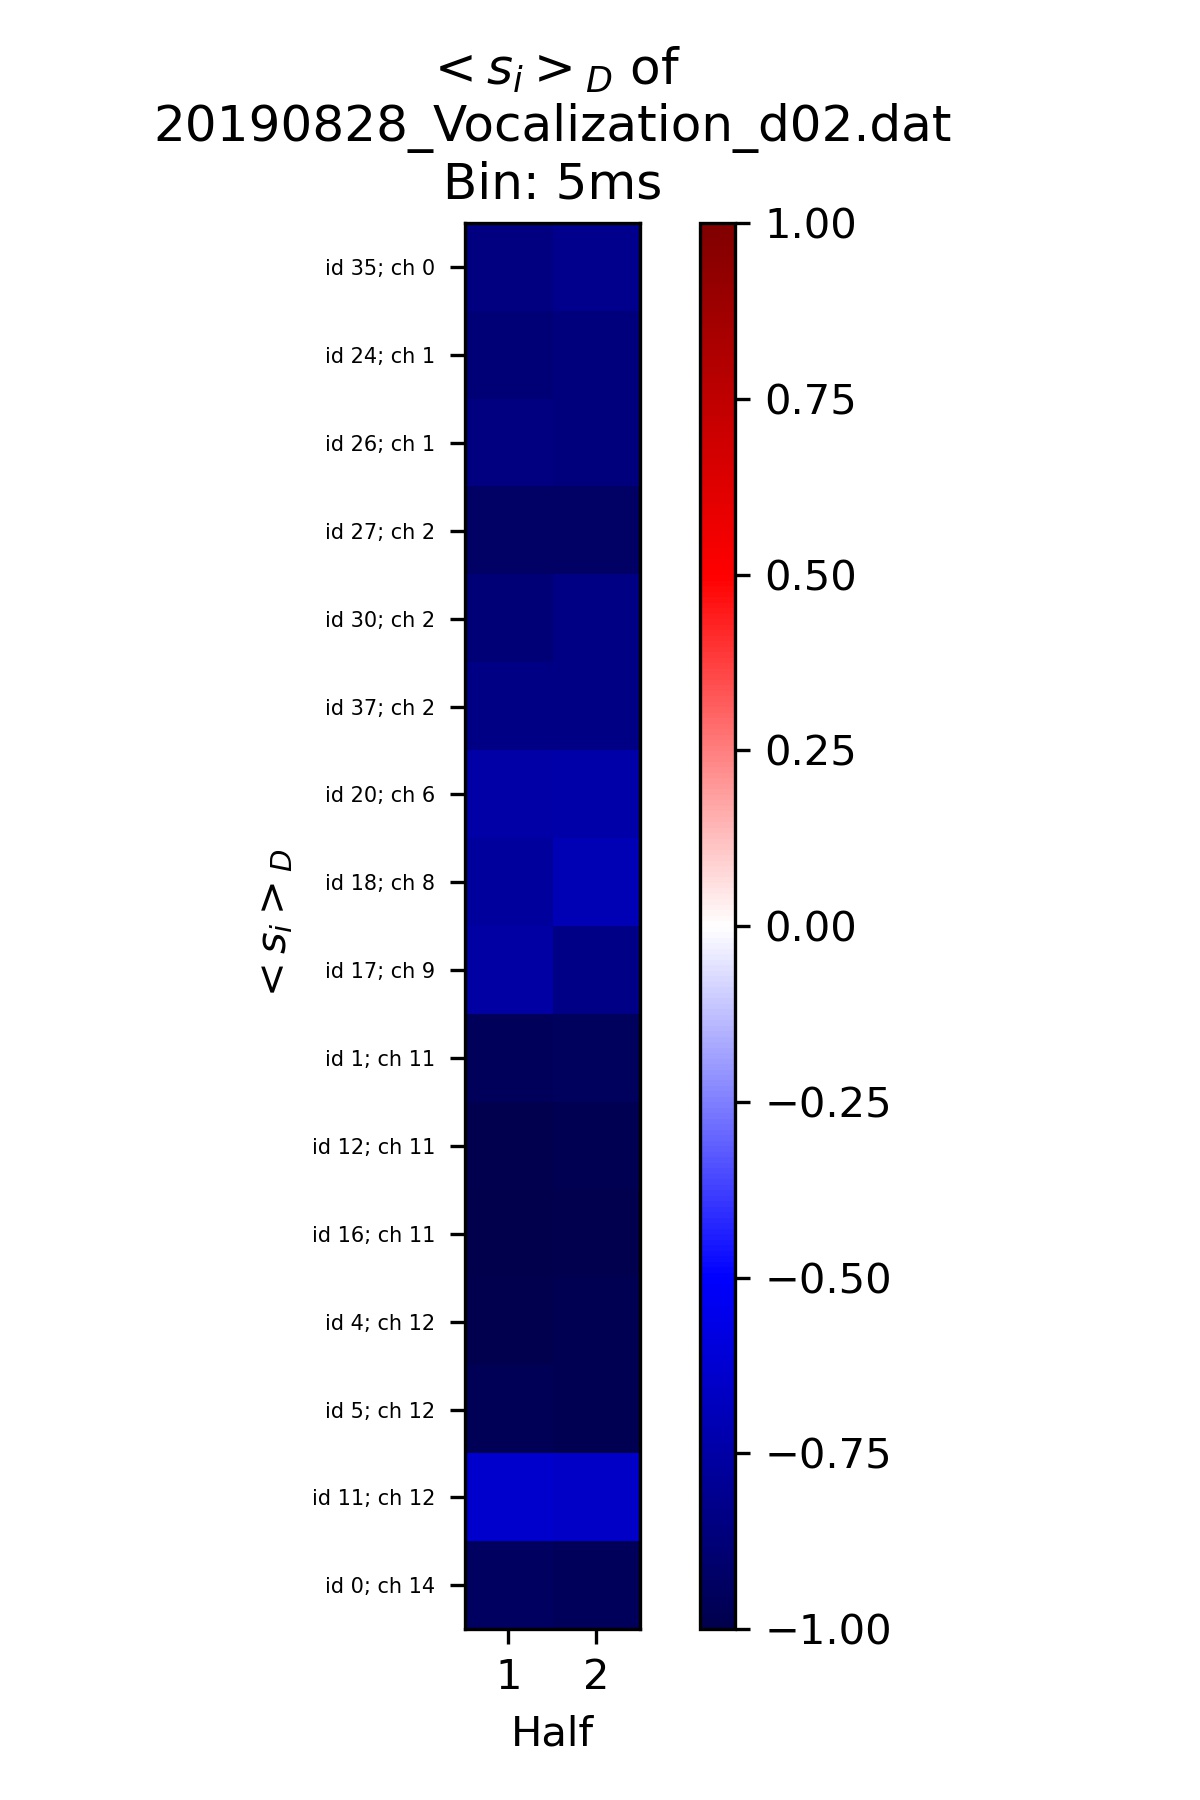 < s_i >_D of
20190828_Vocalization_d02.dat
Bin: 5ms
< s_i >_D
id 35; ch 0
id 24; ch 1
id 26; ch 1
id 27; ch 2
id 30; ch 2
id 37; ch 2
id 20; ch 6
id 18; ch 8
id 17; ch 9
id 1; ch 11
id 12; ch 11
id 16; ch 11
id 4; ch 12
id 5; ch 12
id 11; ch 12
id 0; ch 14
1 2
Half
1.00
0.75
0.50
0.25
0.00
−0.25
−0.50
−0.75
−1.00